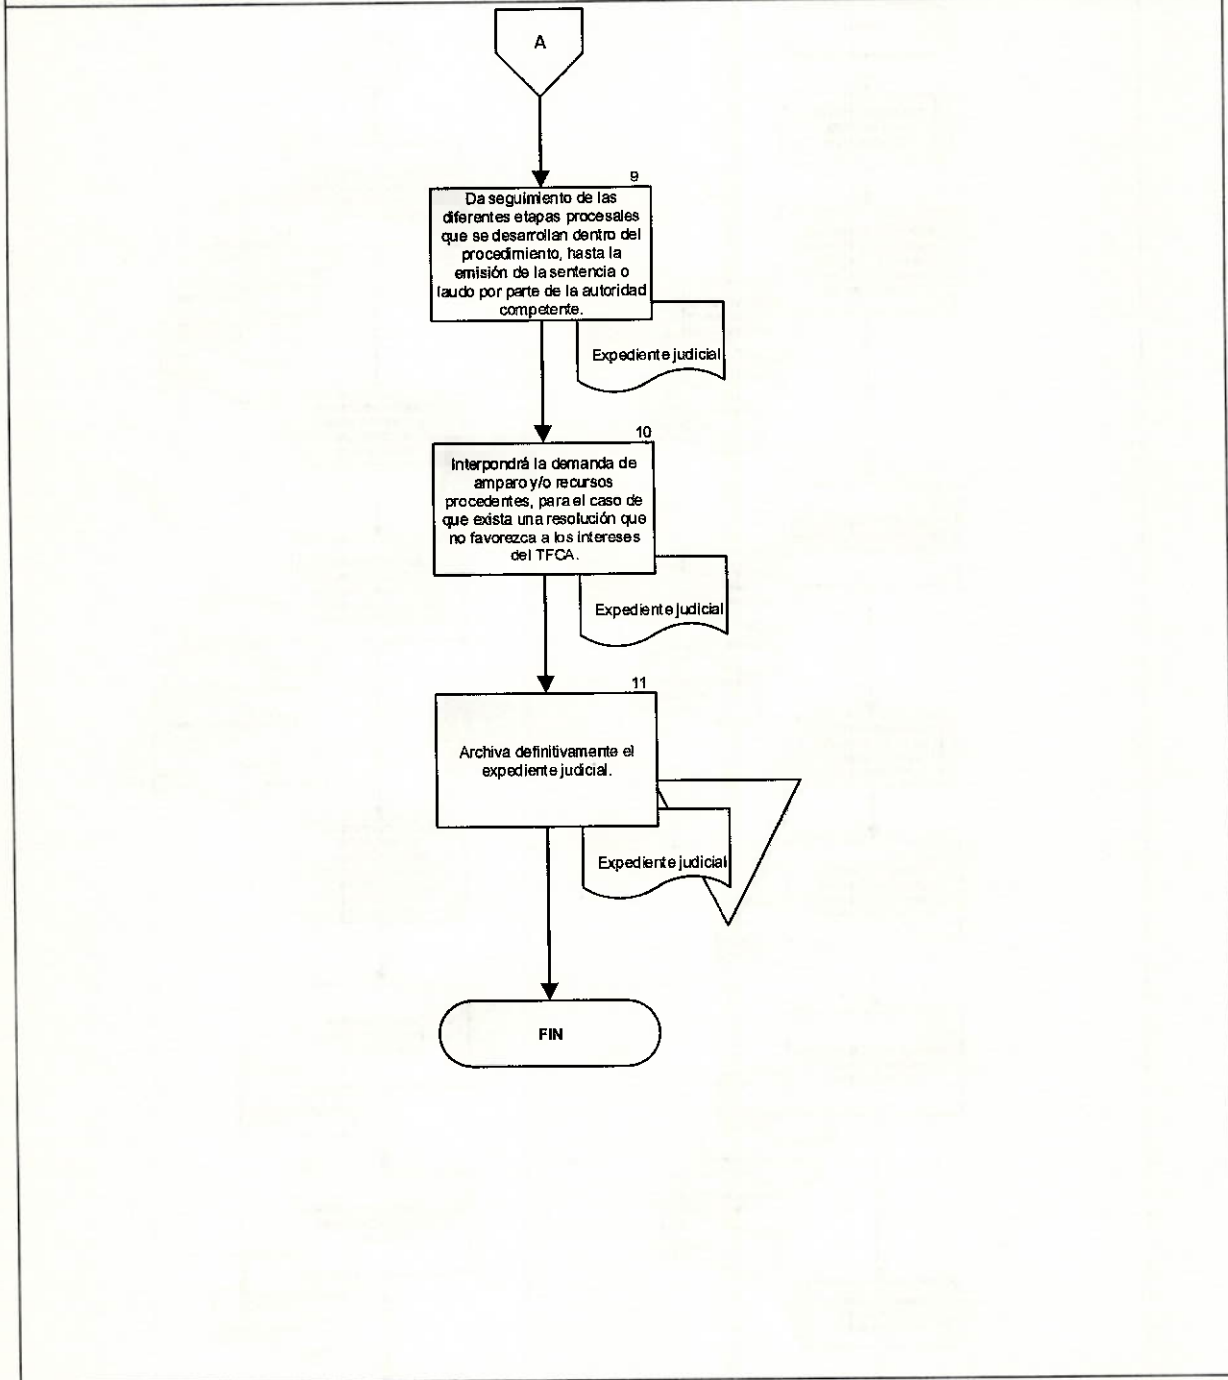 A
9
Da seguimiento de las
diferentes etapas procesales
que se desarrollan dentro del
procedimiento, hasta la
emisión de la sentencia o
laudo por parte de la autoridad
competente.
Expediente judicial
10
Interpondrá la demanda de
amparo y/o recursos
procedentes, para el caso de
que exista una resolución que
no favorezca a los intereses
del TFCA.
Expediente judicial
11
Archiva definitivamente el
expediente judicial.
Expediente judicial
FIN